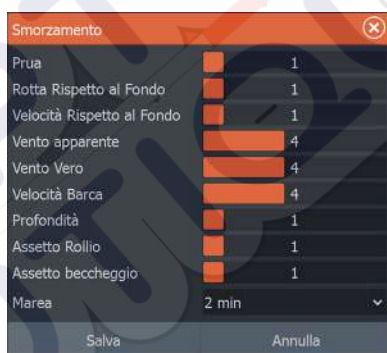 Smorzamento
Prua 1
Rotta Rispetto al Fondo 1
Velocità Rispetto al Fondo 1
Vento apparente 4
Vento Vero 4
Velocità Barca 4
Profondità 1
Assetto Rollio 1
Assetto beccheggio 1
Marea 2 min
Salva Annulla